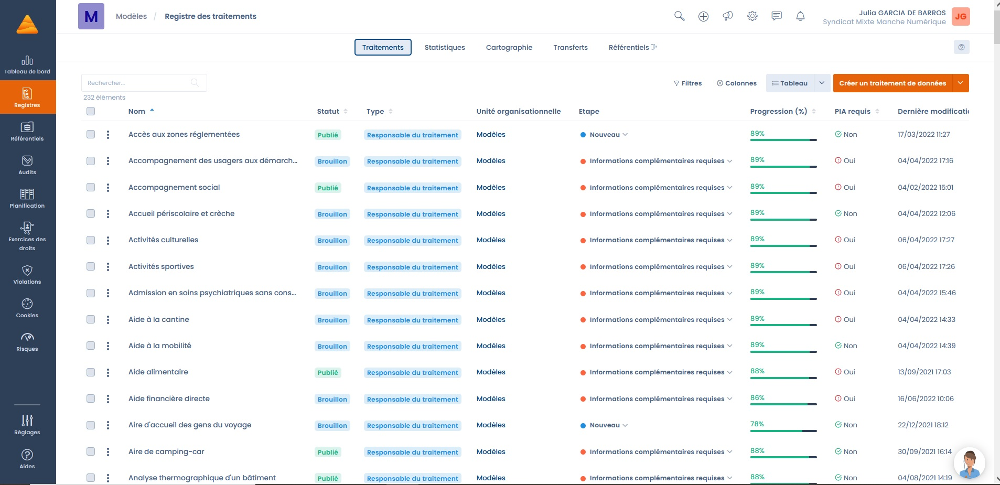 M
Modèles / Registre des traitements
Julia GARCIA DE BARROS
Syndicat Mixte Manche Numérique
JG
Traitements
Statistiques
Cartographie
Transferts
Référentiels
Tableau de bord
Registres
Référentiels
Audits
Planification
Exercices des
droits
Violations
Cookies
Risques
Réglages
Aides
Rechercher...
Filtres
Colonnes
Tableau
Créer un traitement de données
232 éléments
Nom Statut Type Unité organisationnelle Etape Progression (%) PIA requis Dernière modificatio
Accès aux zones réglementées Publié Responsable du traitement Modèles Nouveau 89% Non 17/03/2022 11:27
Accompagnement des usagers aux démarch... Brouillon Responsable du traitement Modèles Informations complémentaires requises 89% Oui 04/04/2022 17:16
Accompagnement social Publié Responsable du traitement Modèles Informations complémentaires requises 89% Oui 04/02/2022 15:01
Accueil périscolaire et crèche Brouillon Responsable du traitement Modèles Informations complémentaires requises 89% Non 04/04/2022 12:06
Activités culturelles Brouillon Responsable du traitement Modèles Informations complémentaires requises 89% Oui 06/04/2022 17:27
Activités sportives Brouillon Responsable du traitement Modèles Informations complémentaires requises 89% Oui 06/04/2022 17:26
Admission en soins psychiatriques sans cons... Brouillon Responsable du traitement Modèles Informations complémentaires requises 89% Oui 04/04/2022 15:46
Aide à la cantine Brouillon Responsable du traitement Modèles Informations complémentaires requises 89% Oui 04/04/2022 14:33
Aide à la mobilité Brouillon Responsable du traitement Modèles Informations complémentaires requises 89% Non 04/04/2022 14:39
Aide alimentaire Publié Responsable du traitement Modèles Informations complémentaires requises 88% Oui 13/09/2021 17:03
Aide financière directe Brouillon Responsable du traitement Modèles Informations complémentaires requises 86% Oui 16/06/2022 10:06
Aire d'accueil des gens du voyage Brouillon Responsable du traitement Modèles Nouveau 78% Non 22/12/2021 18:12
Aire de camping-car Publié Responsable du traitement Modèles Informations complémentaires requises 88% Non 30/09/2021 16:14
Analyse thermographique d'un bâtiment Publié Responsable du traitement Modèles Informations complémentaires requises 88% Non 04/08/2021 14:19